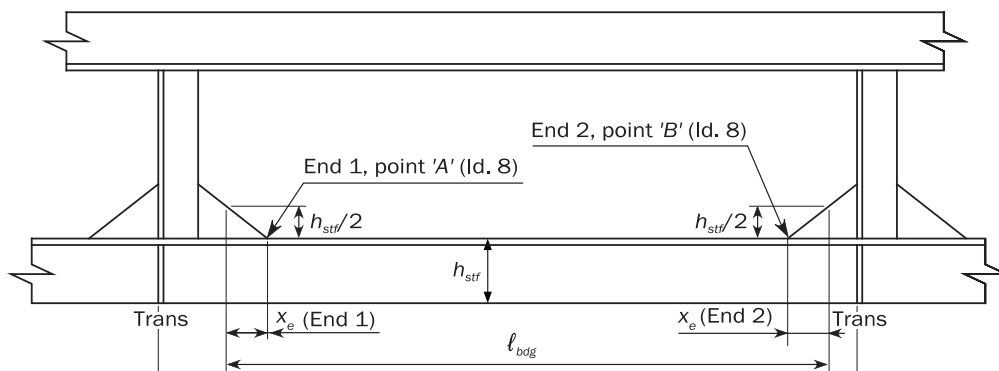 End 2, point 'B' (Id. 8)
End 1, point 'A' (Id. 8)
h_stf/2
h_stf/2
h_stf
Trans
x_e (End 1)
x_e (End 2)
Trans
ℓ_bdg